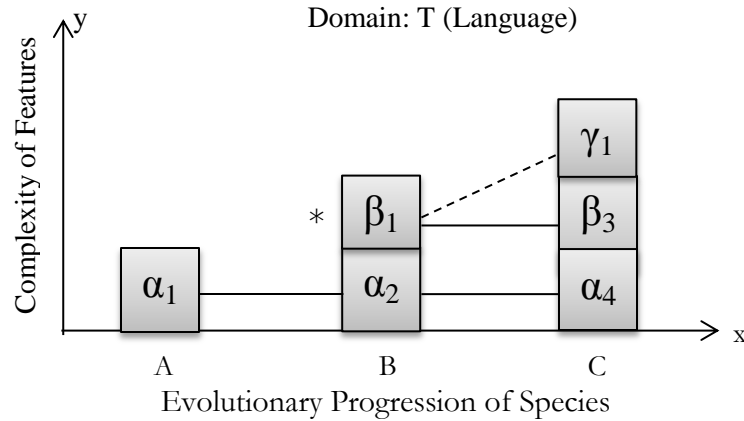 y
Domain: T (Language)
Complexity of Features
γ1
* β1 β3
α1 α2 α4
x
A B C
Evolutionary Progression of Species